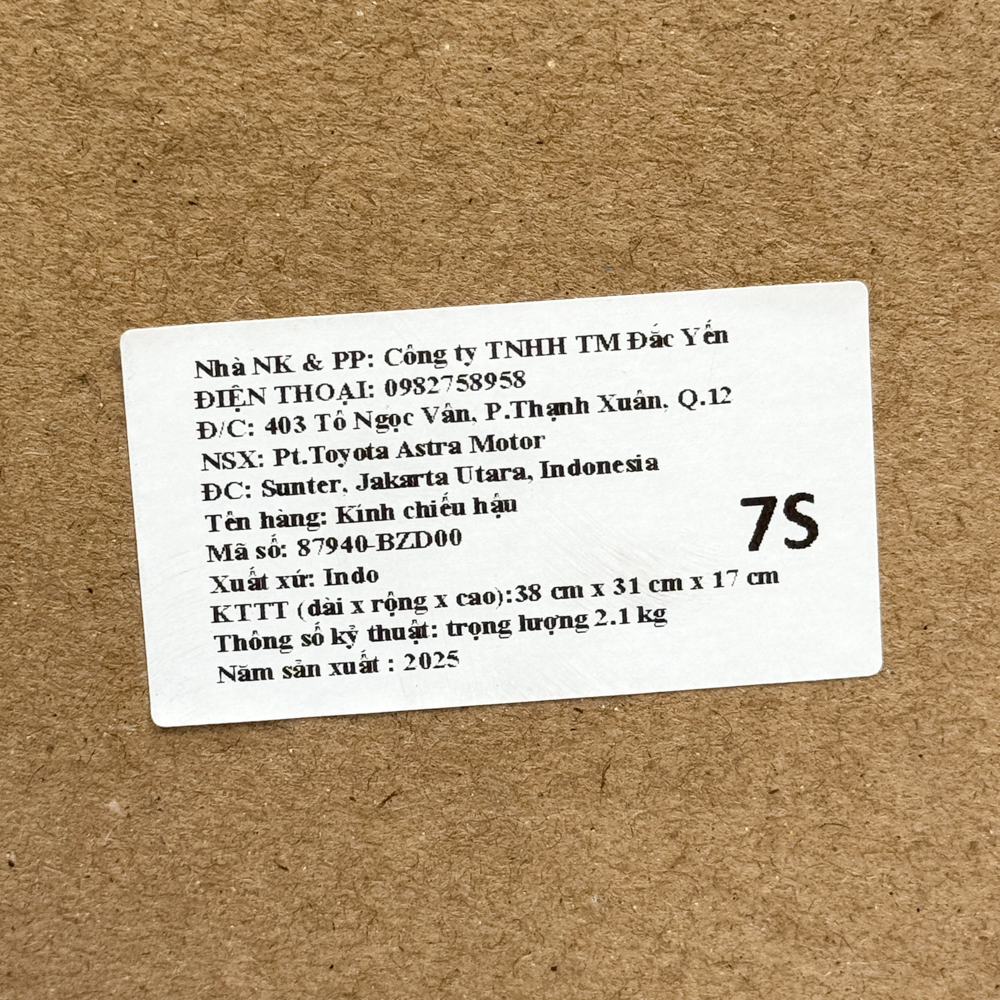 Nhà NK & PP: Công ty TNHH TM Đắc Yến
ĐIỆN THOẠI: 0982758958
Đ/C: 403 Tô Ngọc Vân, P.Thạnh Xuân, Q.12
NSX: Pt.Toyota Astra Motor
ĐC: Sunter, Jakarta Utara, Indonesia
Tên hàng: Kính chiếu hậu
Mã số: 87940-BZD00
7S
Xuất xứ: Indo
KTTT (dài x rộng x cao):38 cm x 31 cm x 17 cm
Thông số kỷ thuật: trọng lượng 2.1 kg
Năm sản xuất : 2025